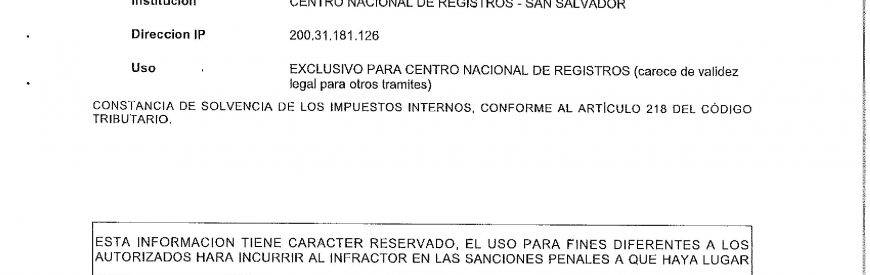 Institucion CENTRO NACIONAL DE REGISTROS - SAN SALVADOR
Direccion IP 200.31.181.126
Uso EXCLUSIVO PARA CENTRO NACIONAL DE REGISTROS (carece de validez
legal para otros tramites)
CONSTANCIA DE SOLVENCIA DE LOS IMPUESTOS INTERNOS, CONFORME AL ARTÍCULO 218 DEL CÓDIGO
TRIBUTARIO.
ESTA INFORMACION TIENE CARACTER RESERVADO, EL USO PARA FINES DIFERENTES A LOS
AUTORIZADOS HARA INCURRIR AL INFRACTOR EN LAS SANCIONES PENALES A QUE HAYA LUGAR